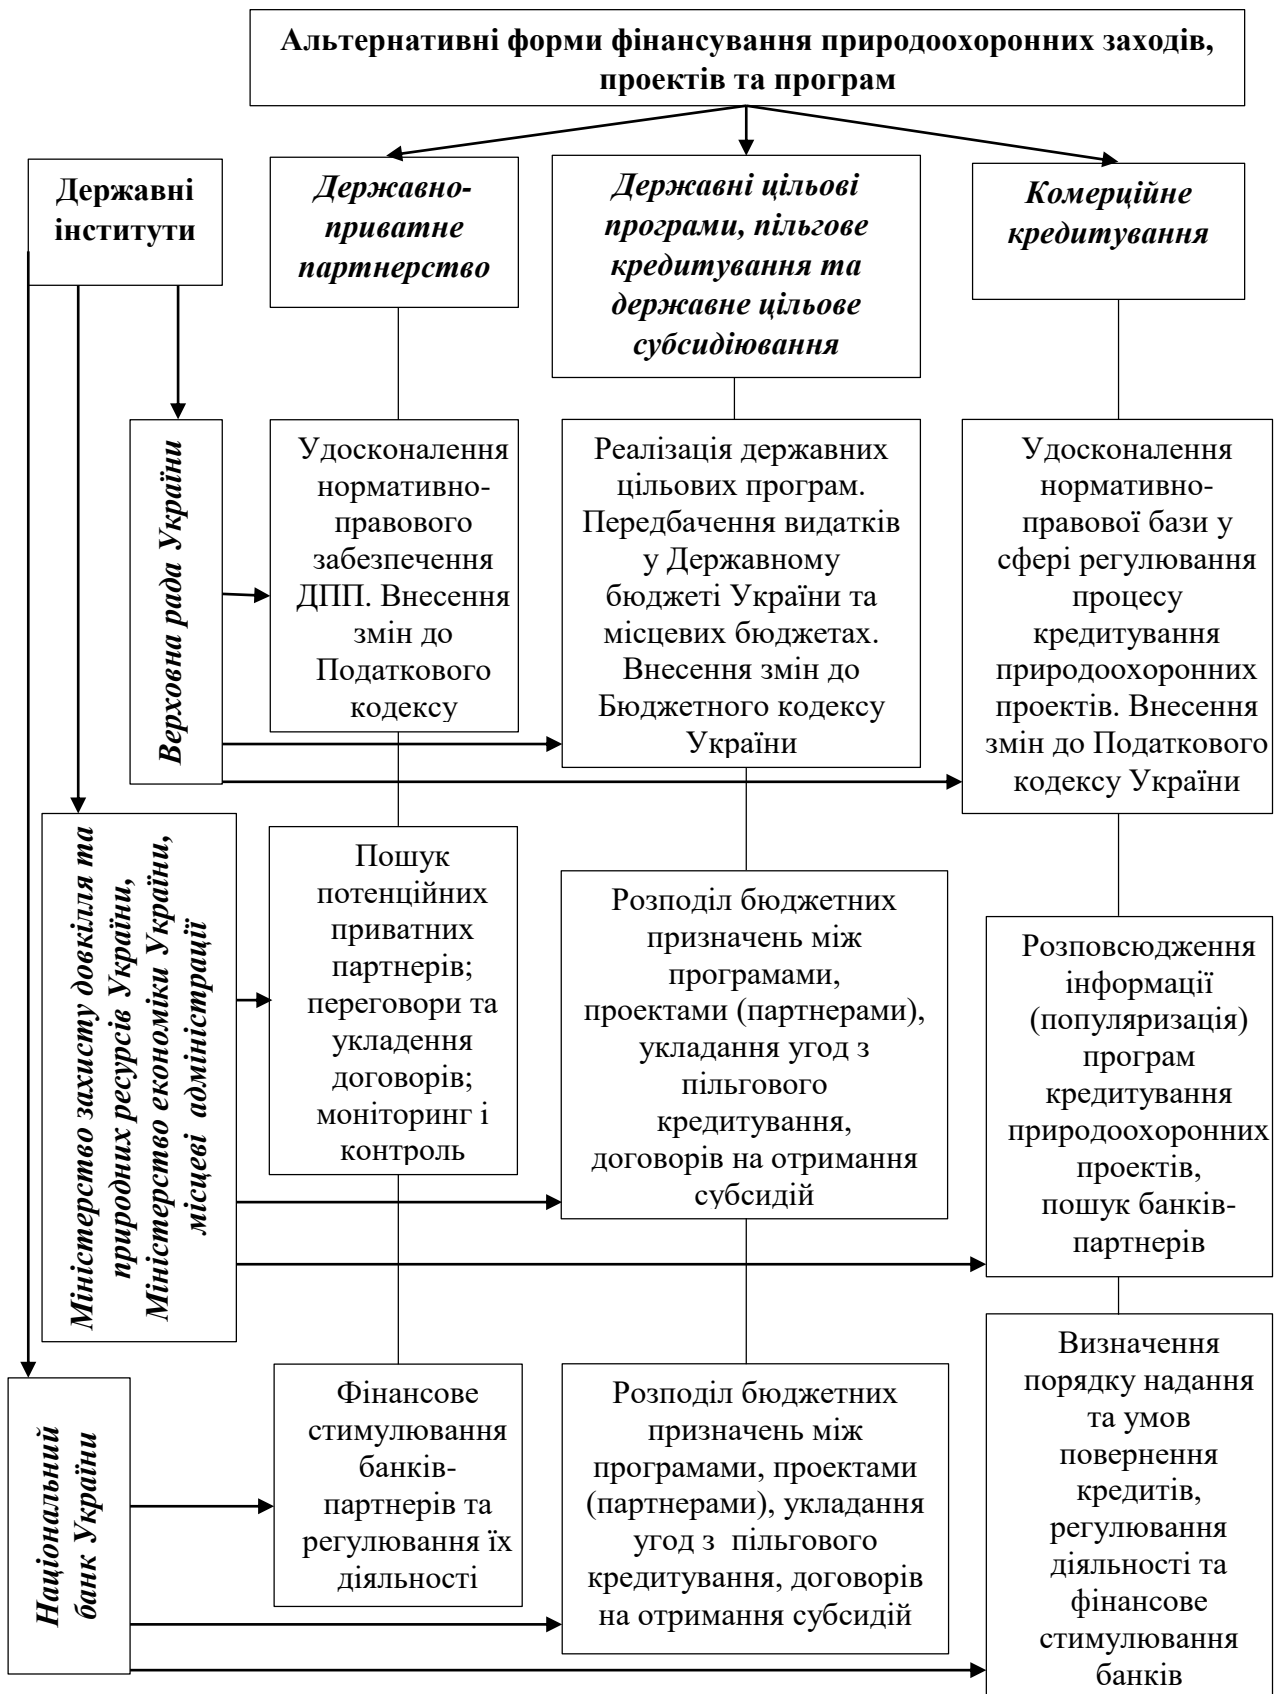 Альтернативні форми фінансування природоохоронних заходів,
проектів та програм
Державні
інститути
Державно-
приватне
партнерство
Державні цільові
програми, пільгове
кредитування та
державне цільове
субсидіювання
Комерційне
кредитування
Верховна рада України
Удосконалення
нормативно-
правового
забезпечення
ДПП. Внесення
змін до
Податкового
кодексу
Реалізація державних
цільових програм.
Передбачення видатків
у Державному
бюджеті України та
місцевих бюджетах.
Внесення змін до
Бюджетного кодексу
України
Удосконалення
нормативно-
правової бази у
сфері регулювання
процесу
кредитування
природоохоронних
проектів. Внесення
змін до Податкового
кодексу України
Міністерство захисту довкілля та
природних ресурсів України,
Міністерство економіки України,
місцеві адміністрації
Пошук
потенційних
приватних
партнерів;
переговори та
укладення
договорів;
моніторинг і
контроль
Розподіл бюджетних
призначень між
програмами,
проектами (партнерами),
укладання угод з
пільгового
кредитування,
договорів на отримання
субсидій
Розповсюдження
інформації
(популяризація)
програм
кредитування
природоохоронних
проектів,
пошук банків-
партнерів
Національний
банк України
Фінансове
стимулювання
банків-
партнерів та
регулювання їх
діяльності
Розподіл бюджетних
призначень між
програмами, проектами
(партнерами), укладання
угод з пільгового
кредитування, договорів
на отримання субсидій
Визначення
порядку надання
та умов
повернення
кредитів,
регулювання
діяльності та
фінансове
стимулювання
банків